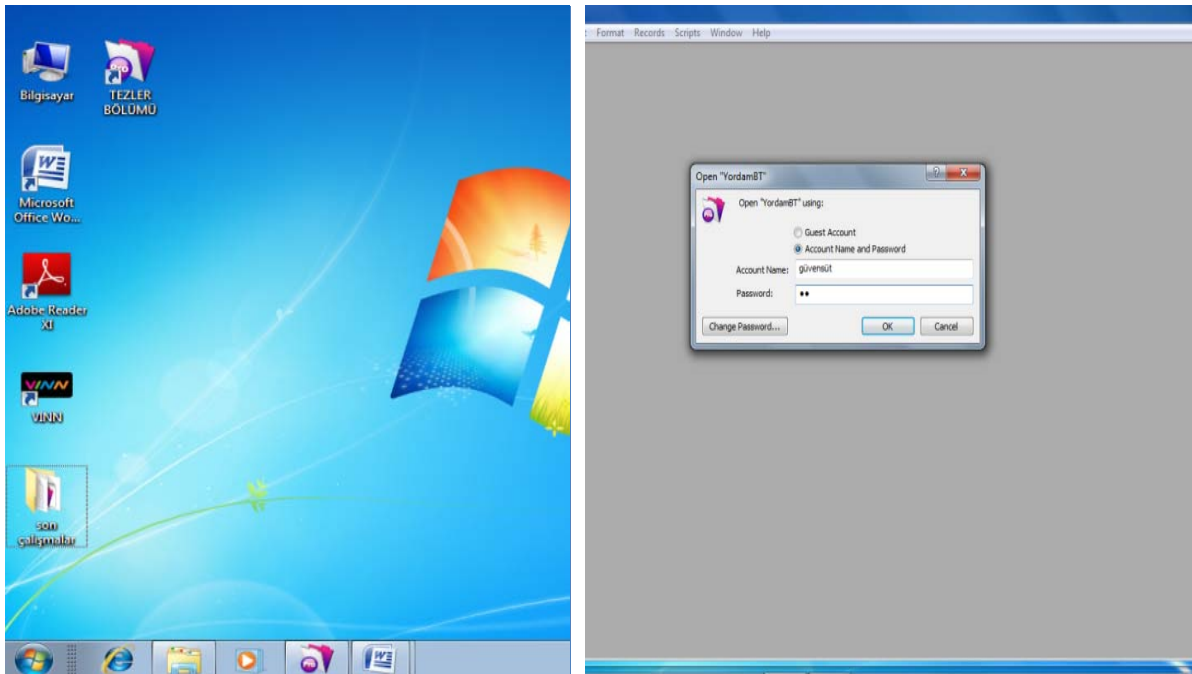 Bilgisayar
TEZLER
BÖLÜMÜ
Microsoft
Office Wo...
Adobe Reader
XI
VINN
VINN
son
çalışmalar
Format Records Scripts Window Help
Open "YordamBT"
Open "YordamBT" using:
Guest Account
Account Name and Password
Account Name: güvensüt
Password: ••
Change Password... OK Cancel